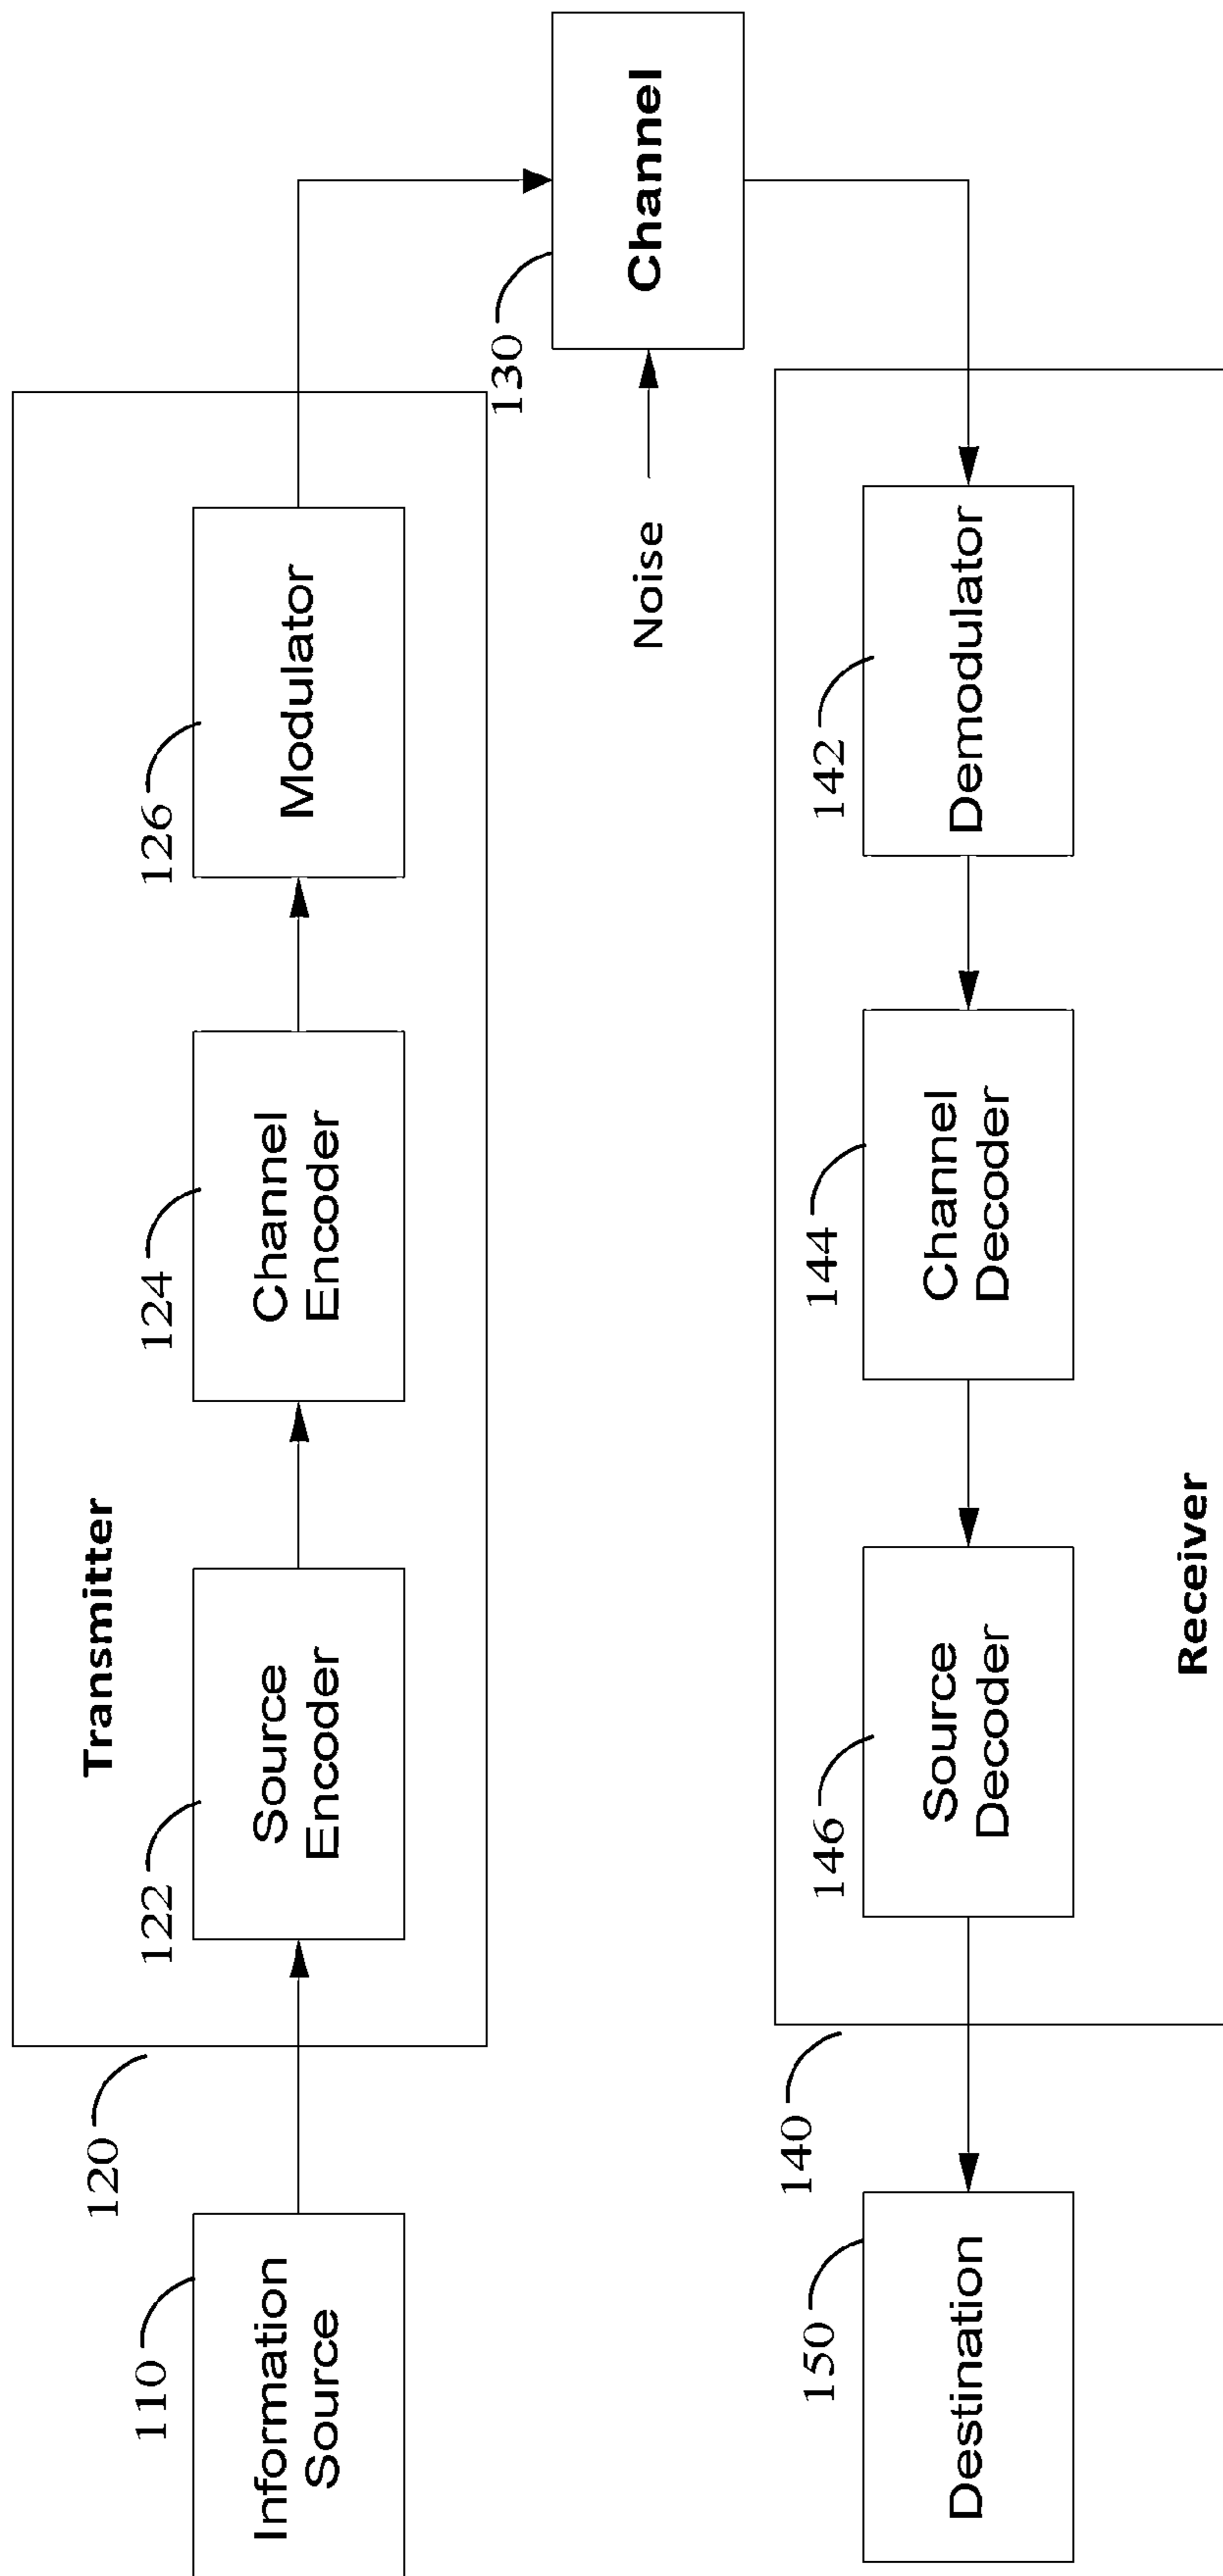 Transmitter
120
110
Information
Source
122
Source
Encoder
124
Channel
Encoder
126
Modulator
130
Channel
Noise
140
150
Destination
146
Source
Decoder
144
Channel
Decoder
142
Demodulator
Receiver